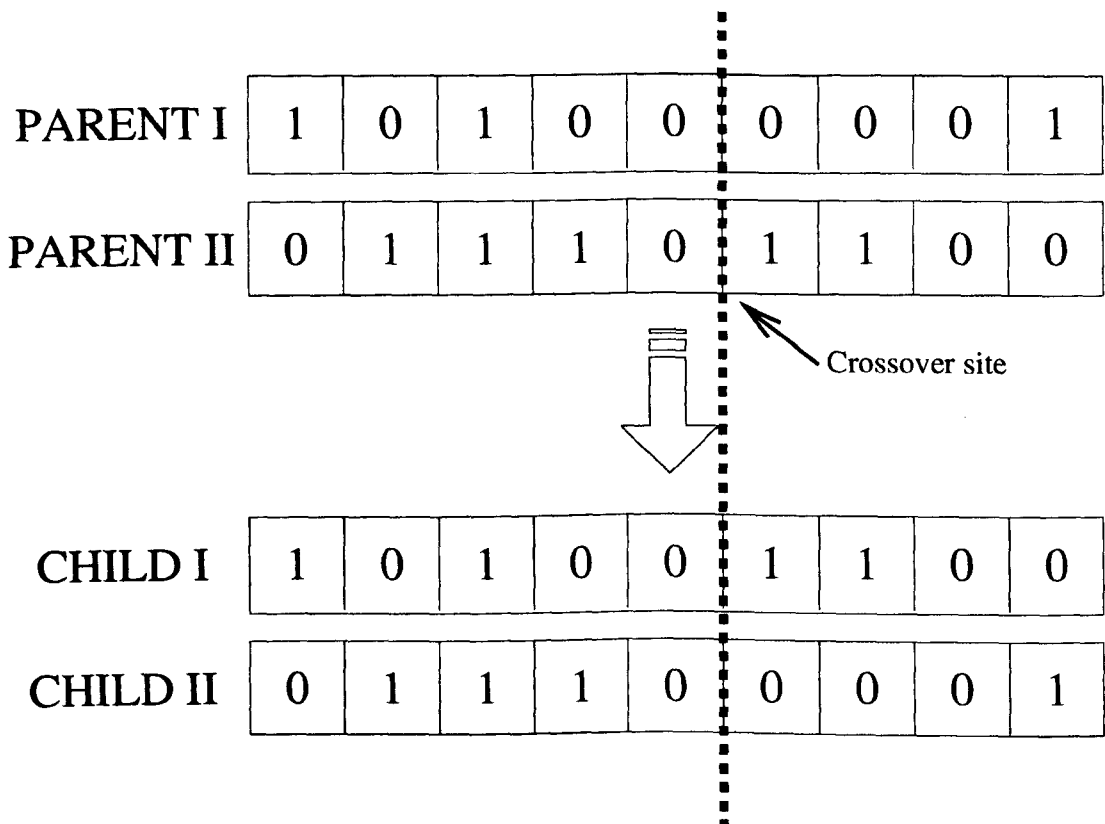 PARENT I 1 0 1 0 0 0 0 0 1
PARENT II 0 1 1 1 0 1 1 0 0
Crossover site
CHILD I 1 0 1 0 0 1 1 0 0
CHILD II 0 1 1 1 0 0 0 0 1